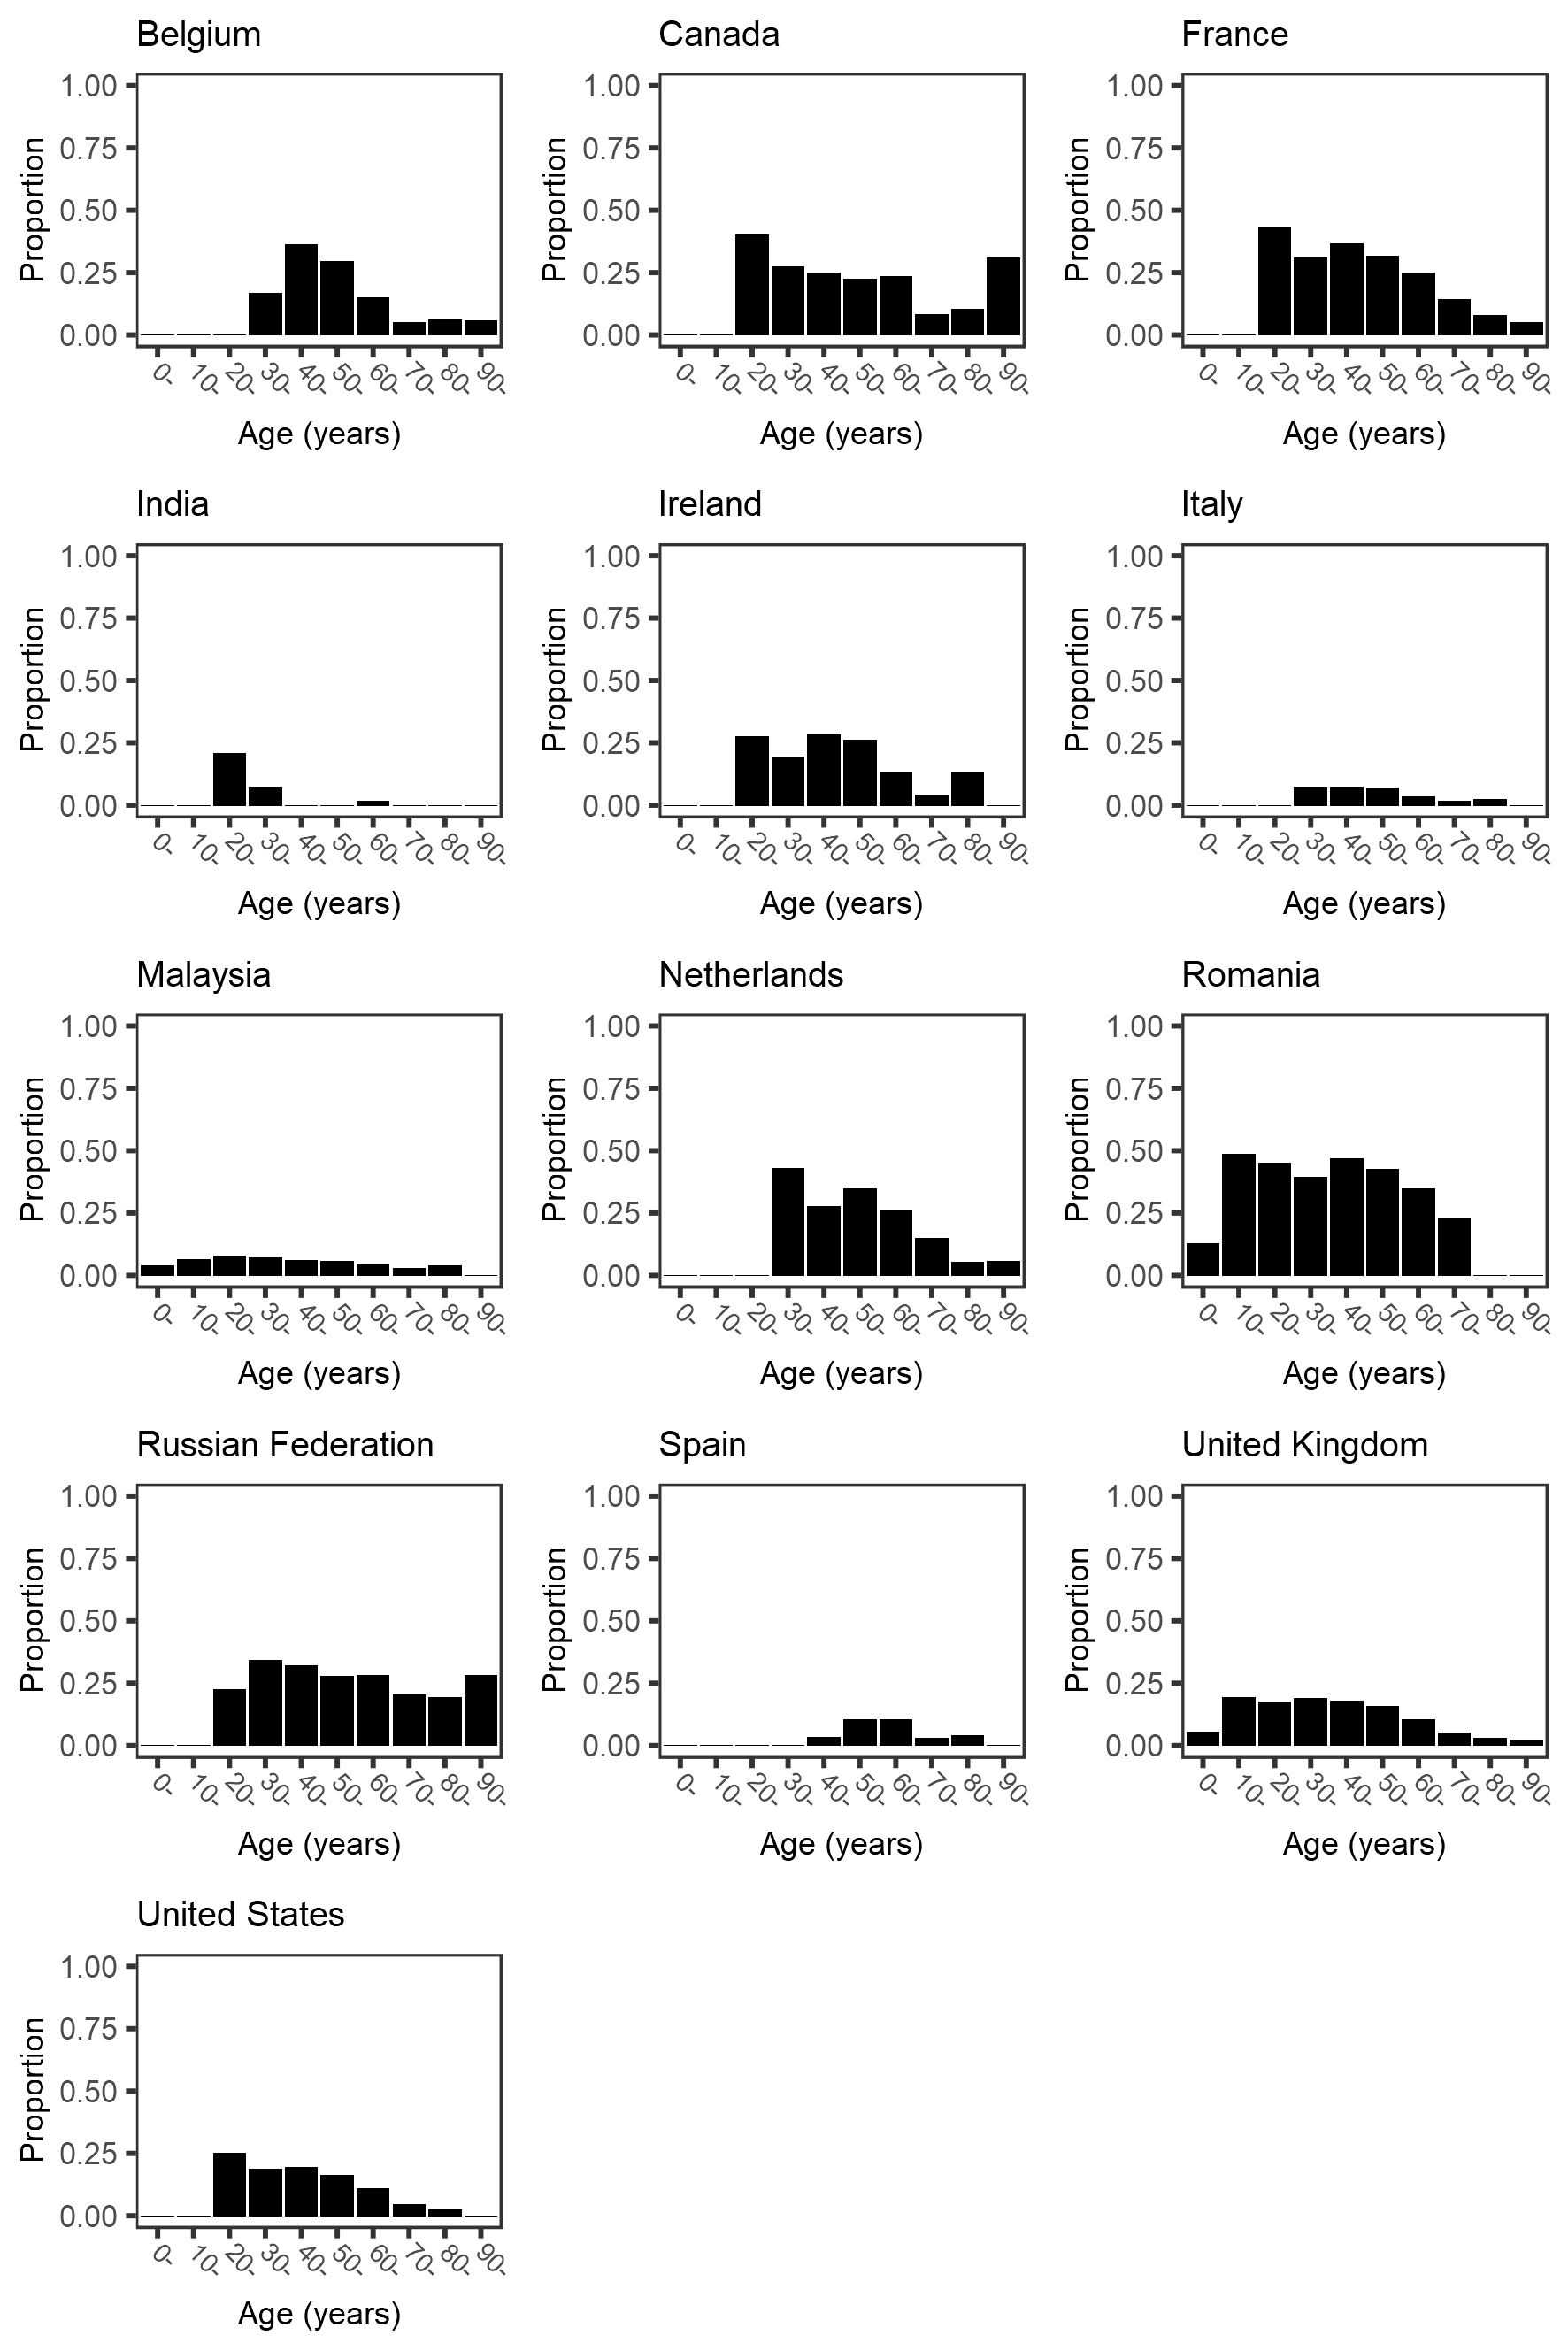 Belgium
Canada
France
1.00
0.75
0.50
0.25
0.00
Proportion
0- 10- 20- 30- 40- 50- 60- 70- 80- 90-
Age (years)
1.00
0.75
0.50
0.25
0.00
Proportion
0- 10- 20- 30- 40- 50- 60- 70- 80- 90-
Age (years)
1.00
0.75
0.50
0.25
0.00
Proportion
0- 10- 20- 30- 40- 50- 60- 70- 80- 90-
Age (years)
India
Ireland
Italy
1.00
0.75
0.50
0.25
0.00
Proportion
0- 10- 20- 30- 40- 50- 60- 70- 80- 90-
Age (years)
1.00
0.75
0.50
0.25
0.00
Proportion
0- 10- 20- 30- 40- 50- 60- 70- 80- 90-
Age (years)
1.00
0.75
0.50
0.25
0.00
Proportion
0- 10- 20- 30- 40- 50- 60- 70- 80- 90-
Age (years)
Malaysia
Netherlands
Romania
1.00
0.75
0.50
0.25
0.00
Proportion
0- 10- 20- 30- 40- 50- 60- 70- 80- 90-
Age (years)
1.00
0.75
0.50
0.25
0.00
Proportion
0- 10- 20- 30- 40- 50- 60- 70- 80- 90-
Age (years)
1.00
0.75
0.50
0.25
0.00
Proportion
0- 10- 20- 30- 40- 50- 60- 70- 80- 90-
Age (years)
Russian Federation
Spain
United Kingdom
1.00
0.75
0.50
0.25
0.00
Proportion
0- 10- 20- 30- 40- 50- 60- 70- 80- 90-
Age (years)
1.00
0.75
0.50
0.25
0.00
Proportion
0- 10- 20- 30- 40- 50- 60- 70- 80- 90-
Age (years)
1.00
0.75
0.50
0.25
0.00
Proportion
0- 10- 20- 30- 40- 50- 60- 70- 80- 90-
Age (years)
United States
1.00
0.75
0.50
0.25
0.00
Proportion
0- 10- 20- 30- 40- 50- 60- 70- 80- 90-
Age (years)